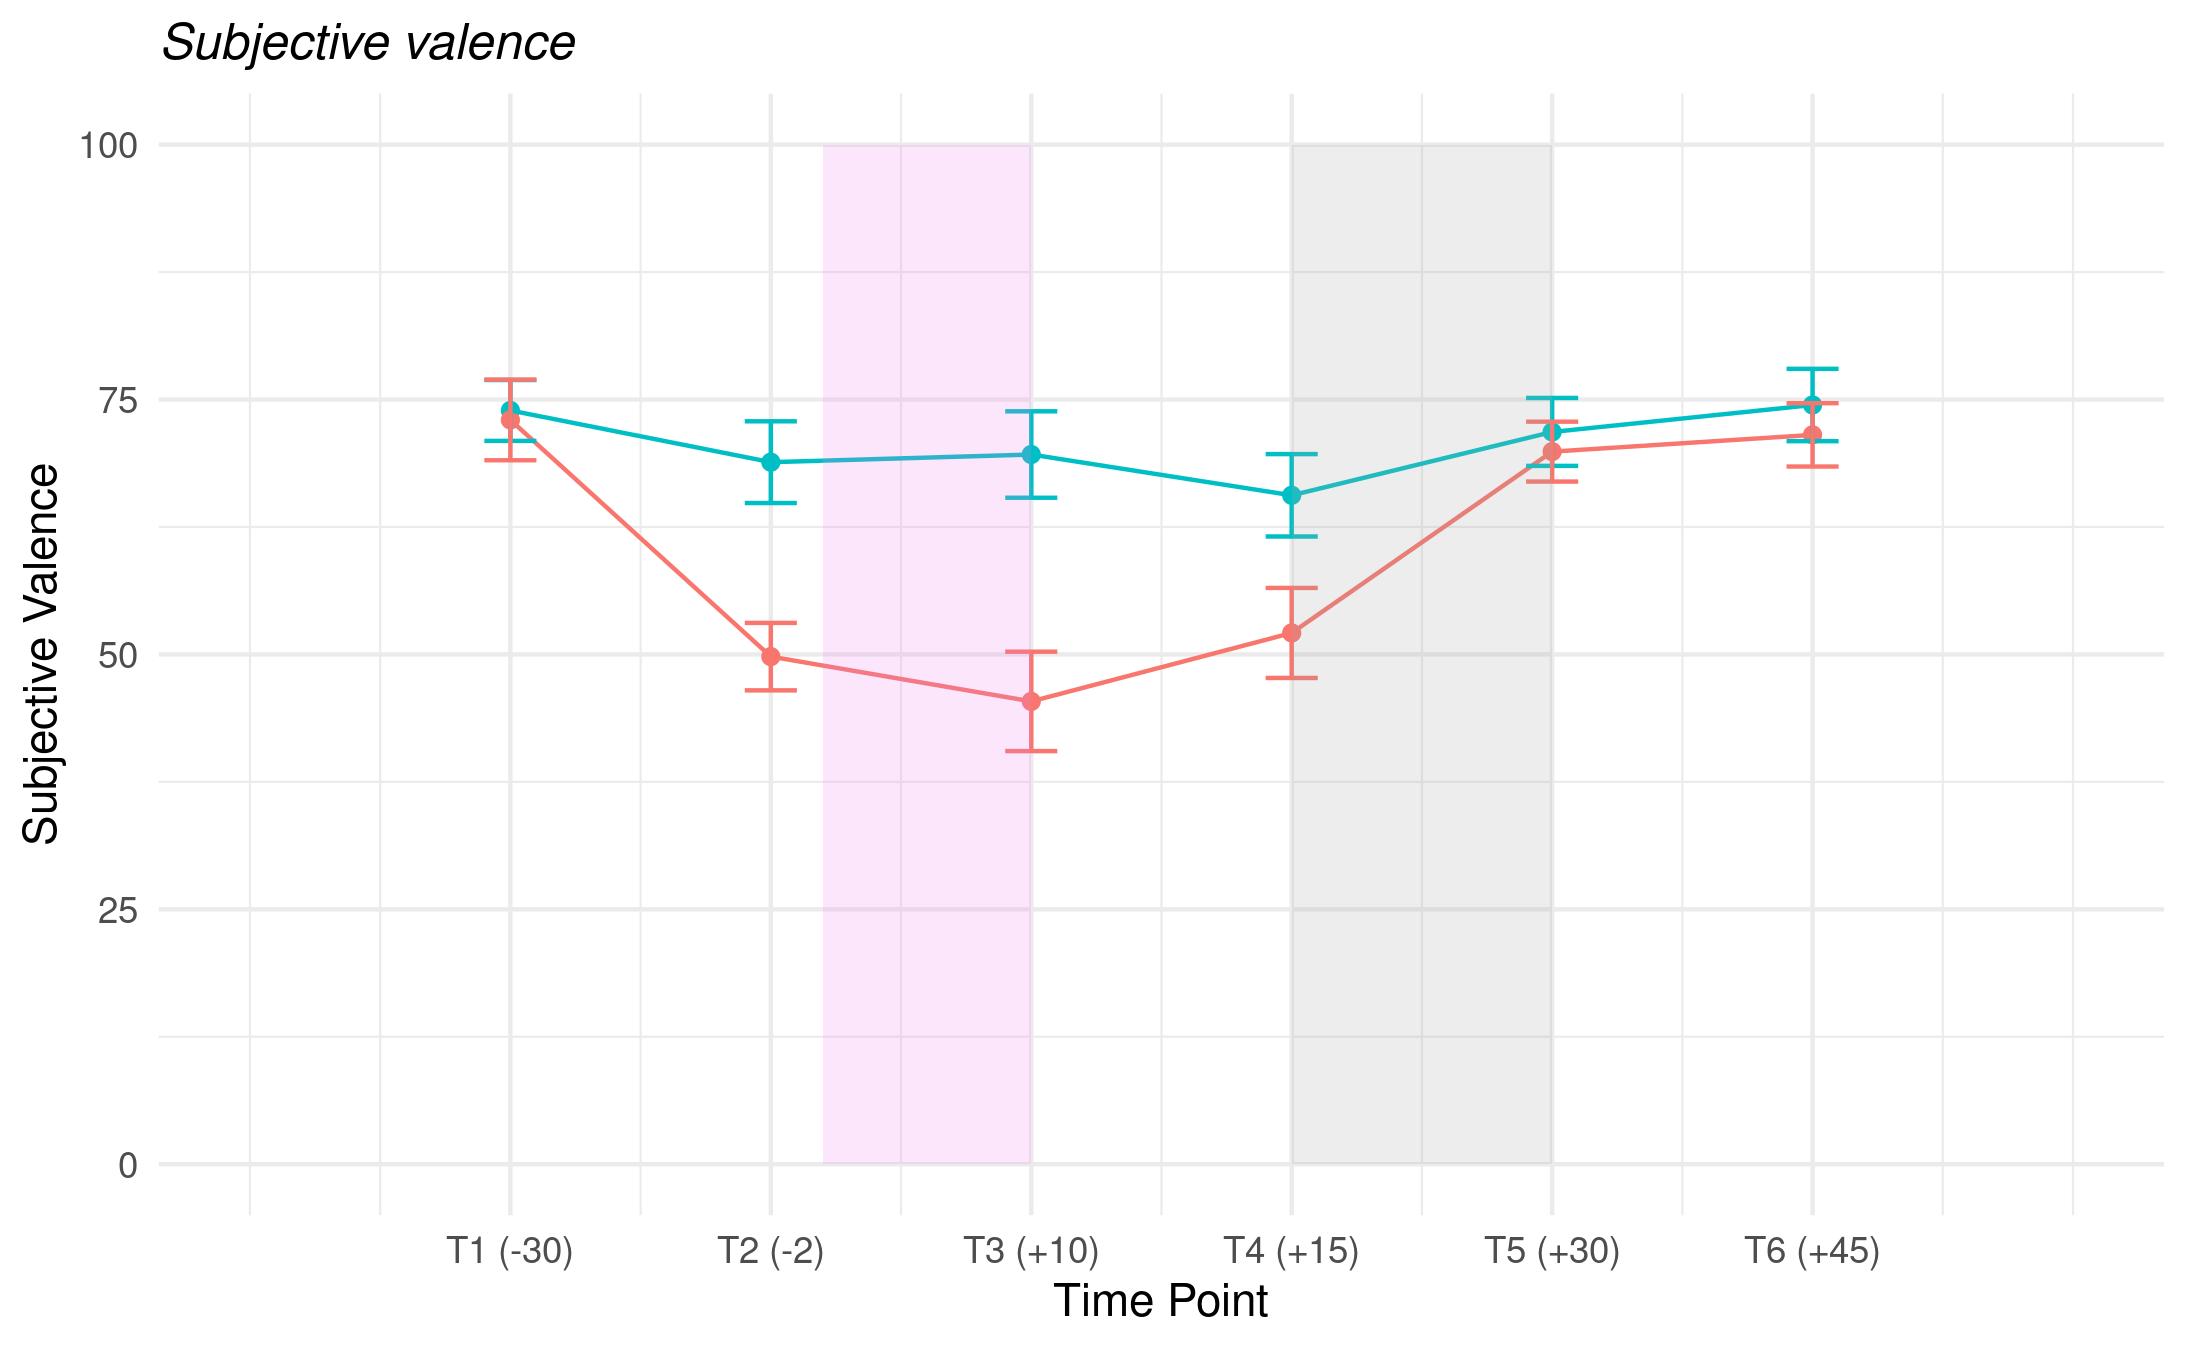 Subjective valence
100
75
50
25
0
Subjective Valence
T1 (-30) T2 (-2) T3 (+10) T4 (+15) T5 (+30) T6 (+45)
Time Point